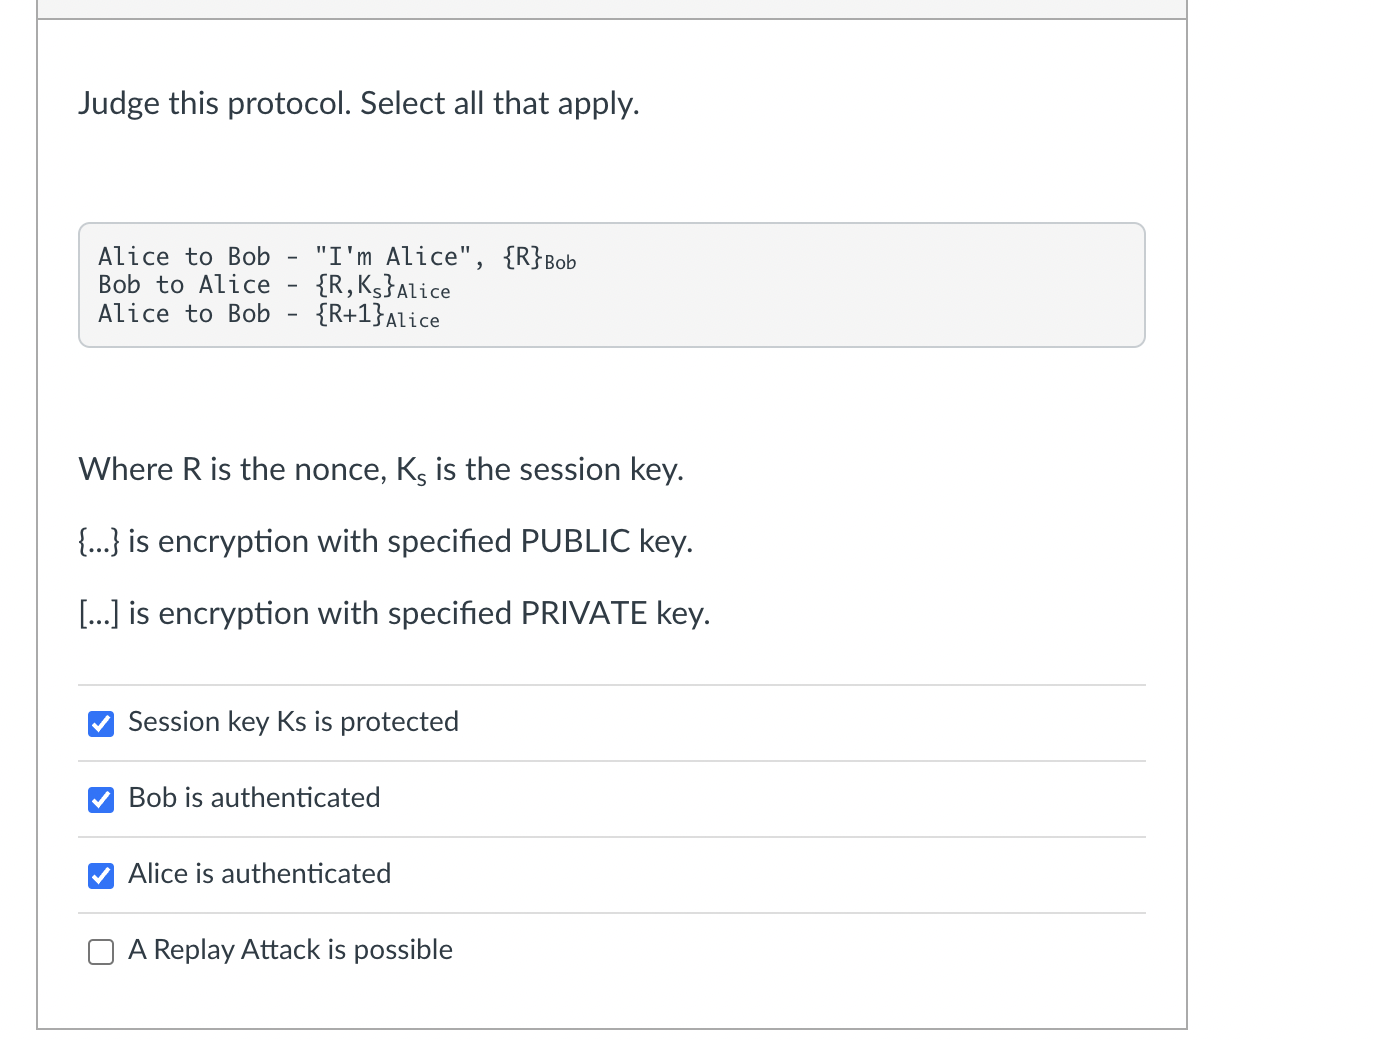 Judge this protocol. Select all that apply.
Alice to Bob - "I'm Alice", {R}Bob
Bob to Alice - {R,Ks}Alice
Alice to Bob - {R+1}Alice
Where R is the nonce, Ks is the session key.
{...} is encryption with specified PUBLIC key.
[...] is encryption with specified PRIVATE key.
Session key Ks is protected
Bob is authenticated
Alice is authenticated
A Replay Attack is possible